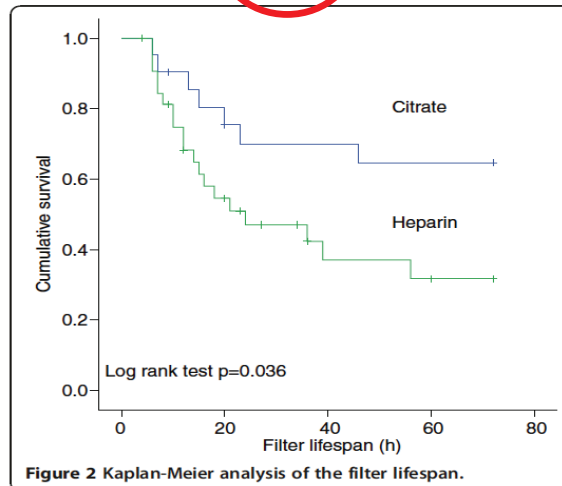 1.0
0.8
0.6
0.4
0.2
0.0
Cumulative survival
Citrate
Heparin
Log rank test p=0.036
0 20 40 60 80
Filter lifespan (h)
Figure 2 Kaplan-Meier analysis of the filter lifespan.